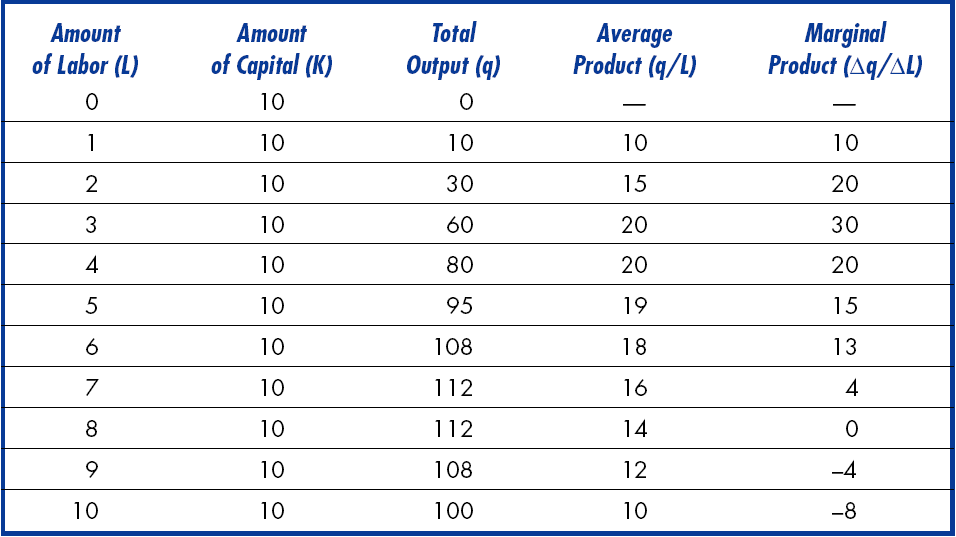 Amount Amount Total Average Marginal
of Labor (L) of Capital (K) Output (q) Product (q/L) Product (∆q/∆L)
0 10 0 — —
1 10 10 10 10
2 10 30 15 20
3 10 60 20 30
4 10 80 20 20
5 10 95 19 15
6 10 108 18 13
7 10 112 16 4
8 10 112 14 0
9 10 108 12 –4
10 10 100 10 –8